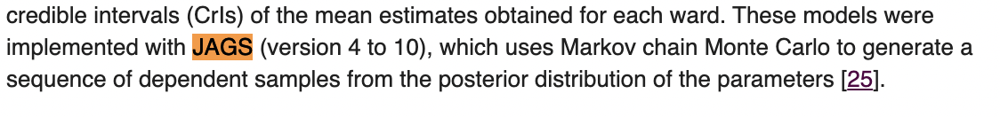 credible intervals (CrIs) of the mean estimates obtained for each ward. These models were
implemented with JAGS (version 4 to 10), which uses Markov chain Monte Carlo to generate a
sequence of dependent samples from the posterior distribution of the parameters [25].